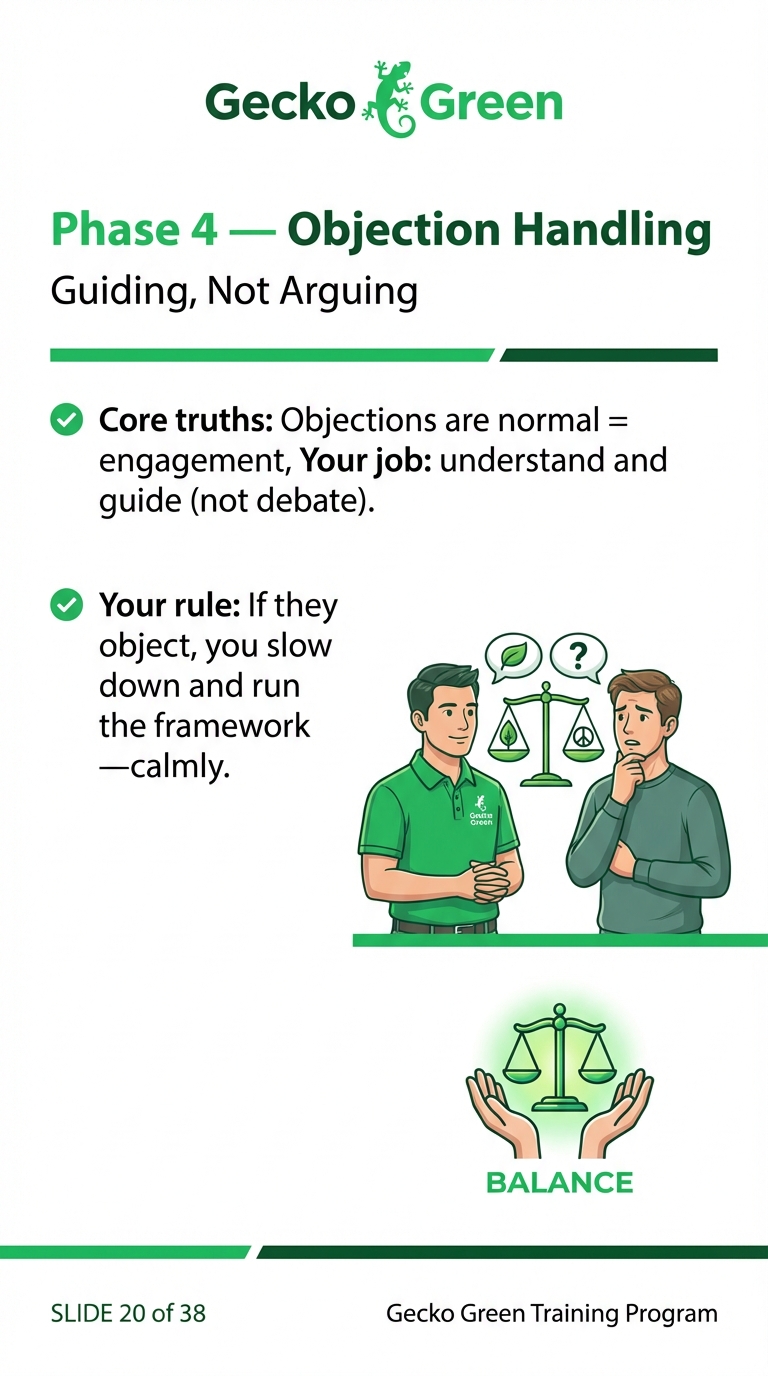 Gecko Green
Phase 4 — Objection Handling
Guiding, Not Arguing
Core truths: Objections are normal =
engagement, Your job: understand and
guide (not debate).
Your rule: If they
object, you slow
down and run
the framework
—calmly.
?
BALANCE
SLIDE 20 of 38
Gecko Green Training Program